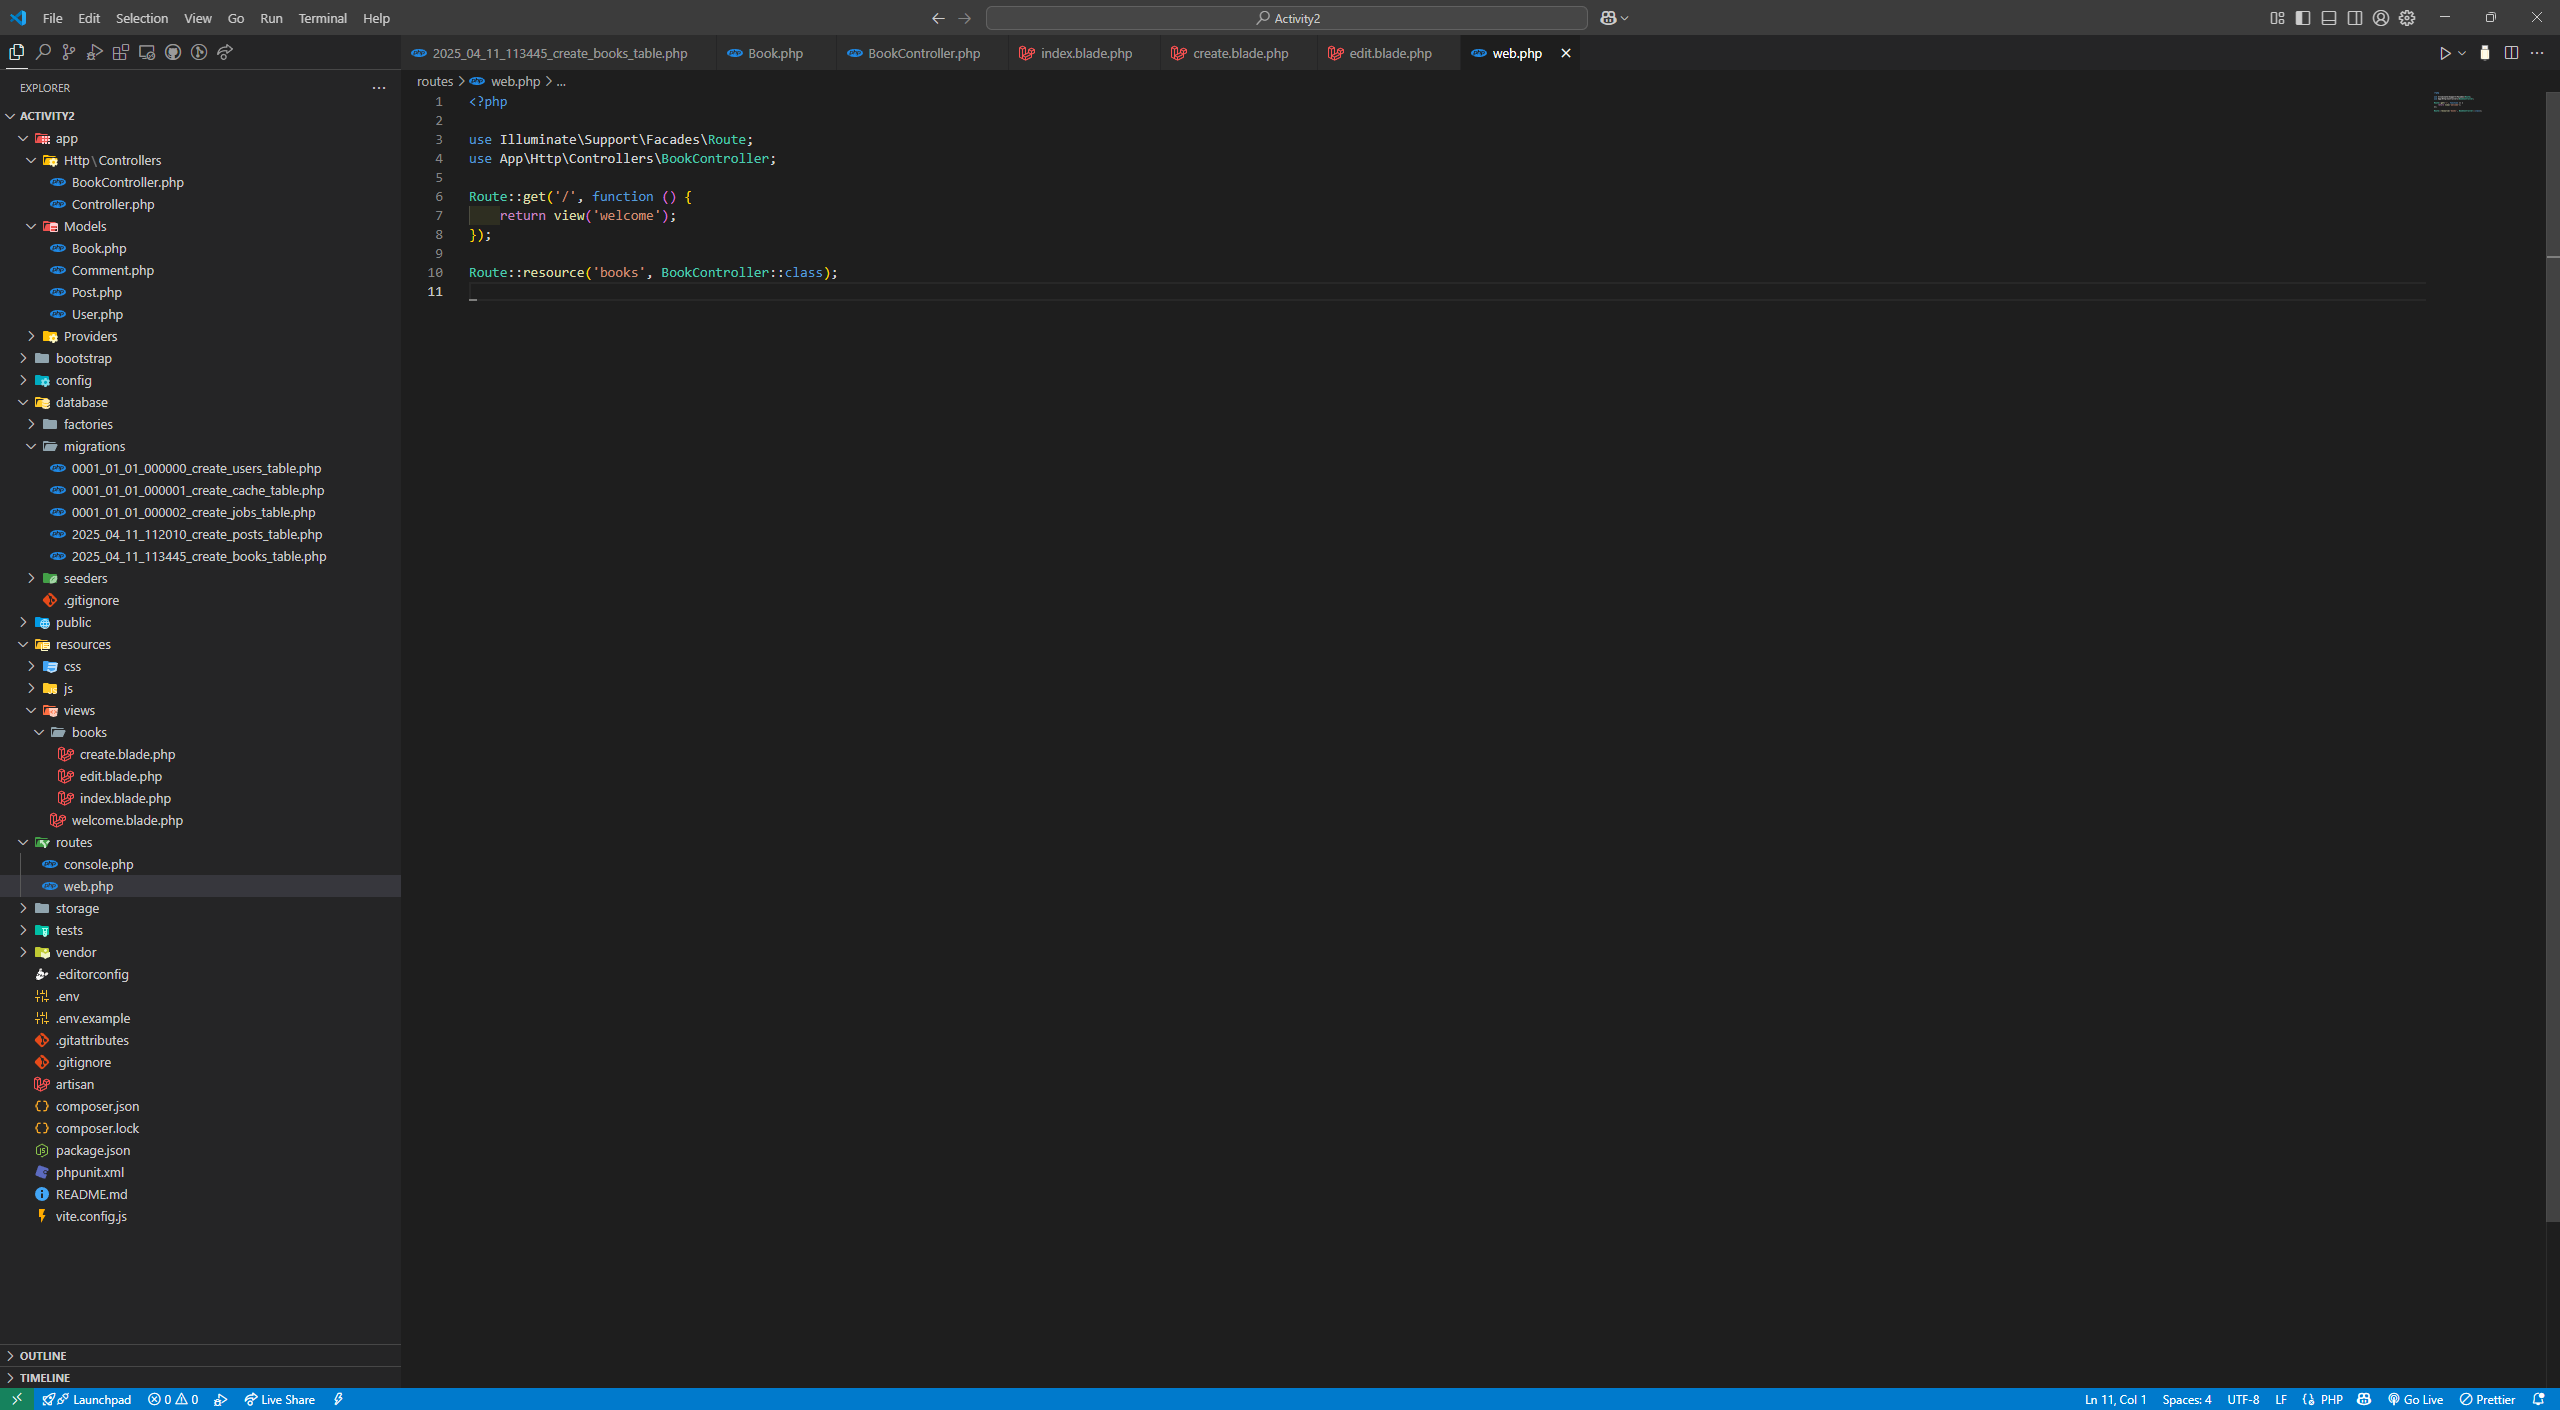 File Edit Selection View Go Run Terminal Help
Activity2
2025_04_11_113445_create_books_table.php Book.php BookController.php index.blade.php create.blade.php edit.blade.php web.php
EXPLORER
ACTIVITY2
app
Http\Controllers
BookController.php
Controller.php
Models
Book.php
Comment.php
Post.php
User.php
Providers
bootstrap
config
database
factories
migrations
0001_01_01_000000_create_users_table.php
0001_01_01_000001_create_cache_table.php
0001_01_01_000002_create_jobs_table.php
2025_04_11_112010_create_posts_table.php
2025_04_11_113445_create_books_table.php
seeders
.gitignore
public
resources
css
js
views
books
create.blade.php
edit.blade.php
index.blade.php
welcome.blade.php
routes
console.php
web.php
storage
tests
vendor
.editorconfig
.env
.env.example
.gitattributes
.gitignore
artisan
composer.json
composer.lock
package.json
phpunit.xml
README.md
vite.config.js
OUTLINE
TIMELINE
routes > web.php > ...
1 <?php
2
3 use Illuminate\Support\Facades\Route;
4 use App\Http\Controllers\BookController;
5
6 Route::get('/', function () {
7     return view('welcome');
8 });
9
10 Route::resource('books', BookController::class);
11
Launchpad 0 0 Live Share Ln 11, Col 1 Spaces: 4 UTF-8 LF PHP Go Live Prettier